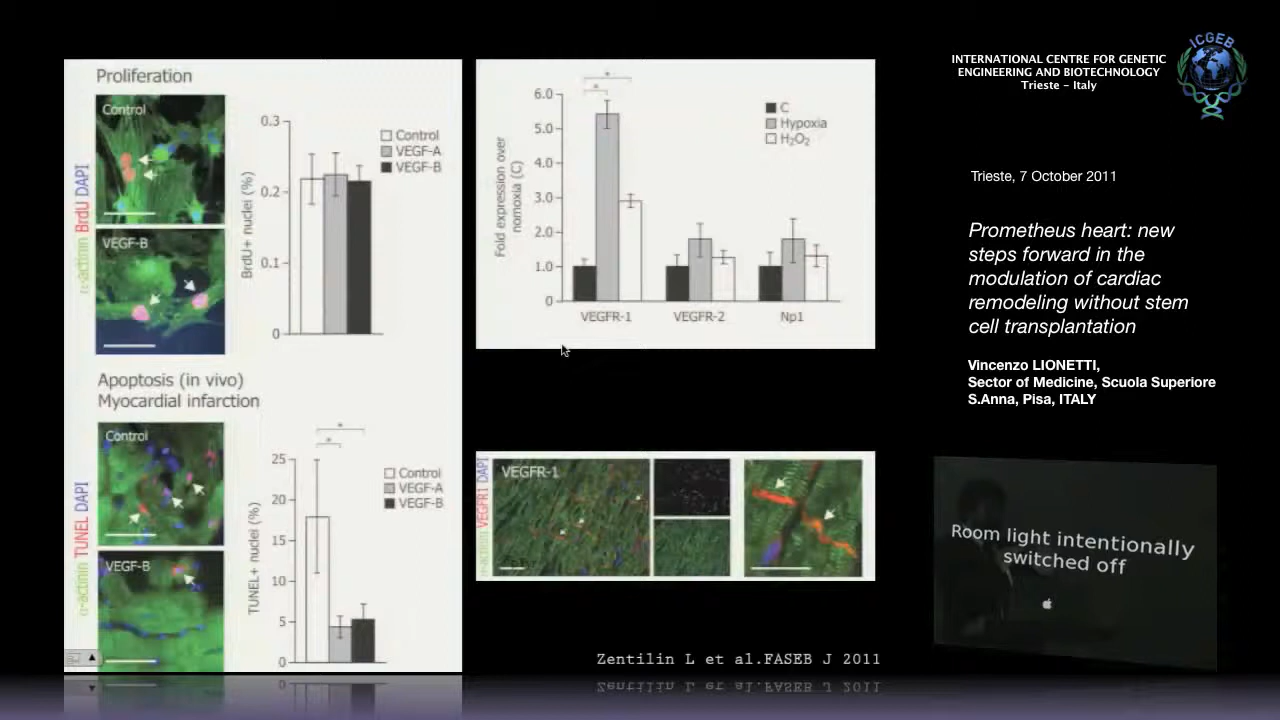 Proliferation
Control
VEGF-B
α-actinin BrdU DAPI
0.3
0.2
0.1
0
BrdU+ nuclei (%)
Control
VEGF-A
VEGF-B
Apoptosis (in vivo)
Myocardial infarction
Control
VEGF-B
α-actinin TUNEL DAPI
25
20
15
10
5
0
TUNEL+ nuclei (%)
*
*
Control
VEGF-A
VEGF-B
*
*
6.0
5.0
4.0
3.0
2.0
1.0
0
Fold expression over
nomoxia (C)
C
Hypoxia
H₂O₂
VEGFR-1
VEGFR-2
Np1
α-actinin VEGFR1 DAPI
VEGFR-1
Zentilin L et al.FASEB J 2011
INTERNATIONAL CENTRE FOR GENETIC
ENGINEERING AND BIOTECHNOLOGY
Trieste – Italy
ICGEB
Trieste, 7 October 2011
Prometheus heart: new
steps forward in the
modulation of cardiac
remodeling without stem
cell transplantation
Vincenzo LIONETTI,
Sector of Medicine, Scuola Superiore
S.Anna, Pisa, ITALY
Room light intentionally
switched off